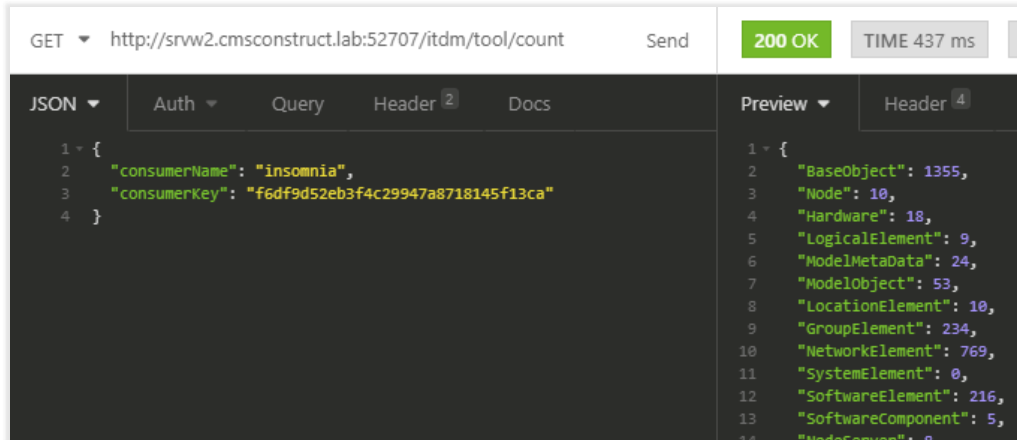 GET http://srvw2.cmsconstruct.lab:52707/itdm/tool/count Send
200 OK TIME 437 ms
JSON Auth Query Header 2 Docs
1 {
2 "consumerName": "insomnia",
3 "consumerKey": "f6df9d52eb3f4c29947a8718145f13ca"
4 }
Preview Header 4
1 {
2 "BaseObject": 1355,
3 "Node": 10,
4 "Hardware": 18,
5 "LogicalElement": 9,
6 "ModelMetaData": 24,
7 "ModelObject": 53,
8 "LocationElement": 10,
9 "GroupElement": 234,
10 "NetworkElement": 769,
11 "SystemElement": 0,
12 "SoftwareElement": 216,
13 "SoftwareComponent": 5,
14 "NodeServer": 8